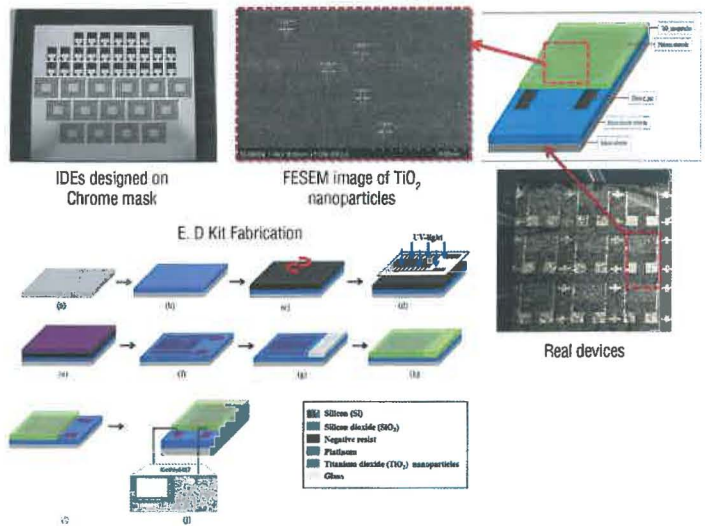 IDEs designed on
Chrome mask
FESEM image of TiO₂
nanoparticles
Real devices
E. D Kit Fabrication
UV-light
(a)
(b)
(c)
(d)
(e)
(f)
(g)
(h)
(i)
(j)
Silicon (Si)
Silicon dioxide (SiO₂)
Negative resist
Platinum
Titanium dioxide (TiO₂) nanoparticles
Glass